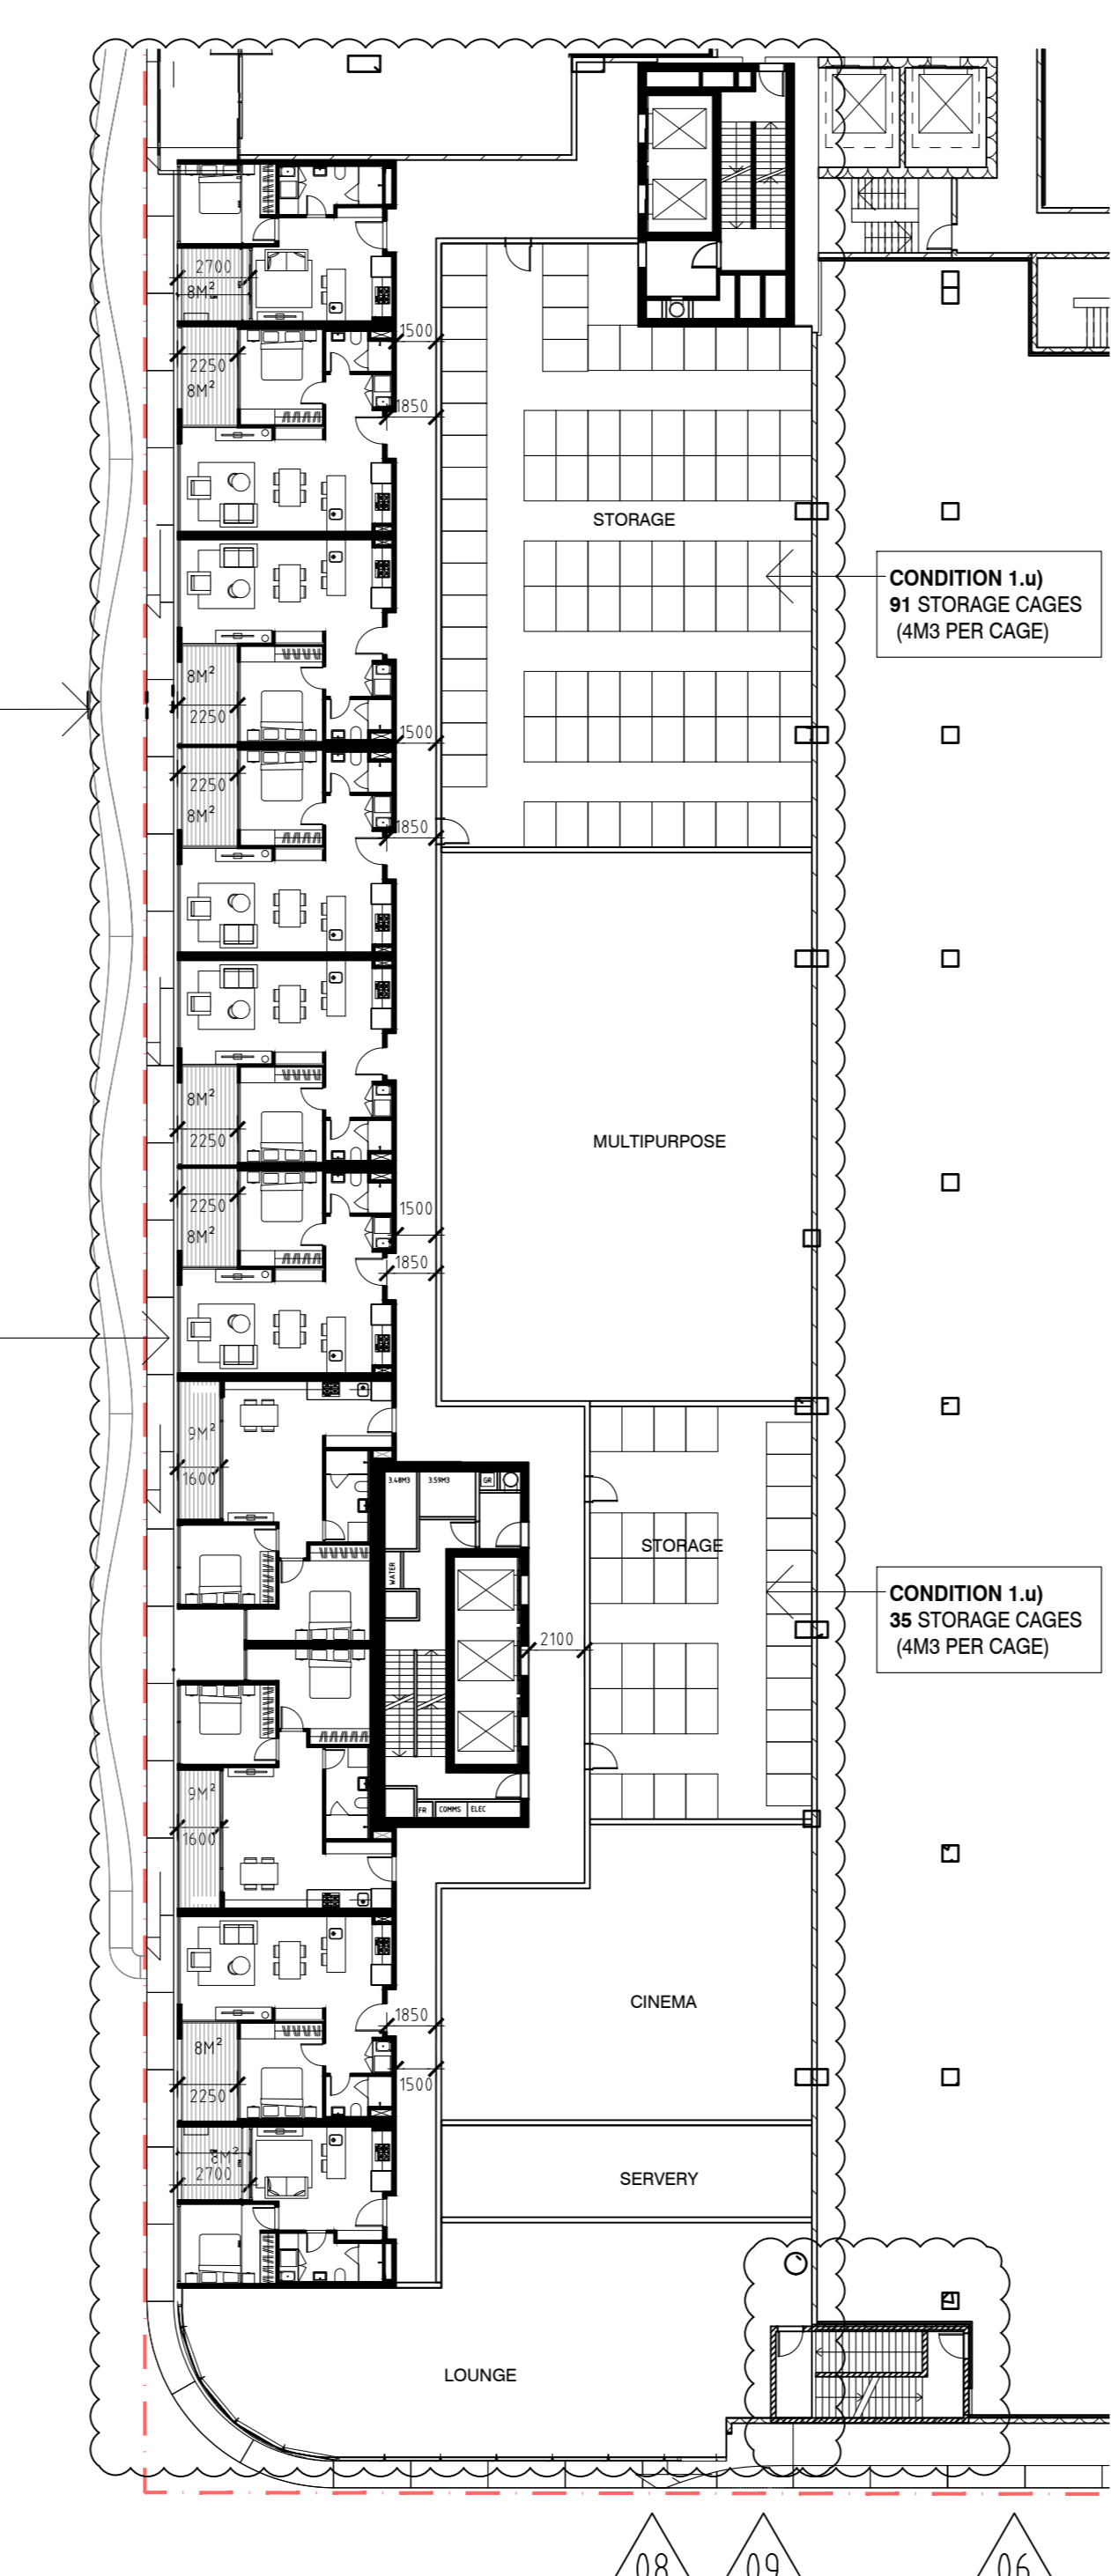 2700
8M²
1500
2250
8M²
1850
STORAGE
CONDITION 1.u)
91 STORAGE CAGES
(4M3 PER CAGE)
8M²
2250
1500
2250
8M²
1850
8M²
2250
MULTIPURPOSE
2250
1500
8M²
1850
9M²
1600
3.48M3
3.59M3
GR
WATER
STORAGE
CONDITION 1.u)
35 STORAGE CAGES
(4M3 PER CAGE)
2100
9M²
FR
COMMS
ELEC
1600
CINEMA
1850
8M²
1500
2250
8M²
2700
SERVERY
LOUNGE
08
09
06